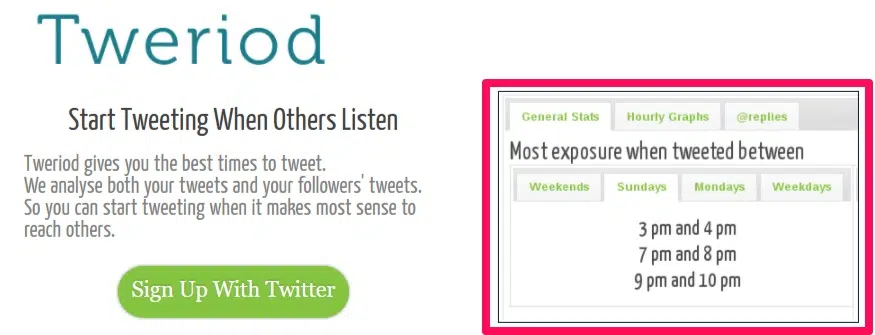 Tweriod
Start Tweeting When Others Listen
Tweriod gives you the best times to tweet.
We analyse both your tweets and your followers' tweets.
So you can start tweeting when it makes most sense to
reach others.
Sign Up With Twitter
General Stats Hourly Graphs @replies
Most exposure when tweeted between
Weekends Sundays Mondays Weekdays
3 pm and 4 pm
7 pm and 8 pm
9 pm and 10 pm